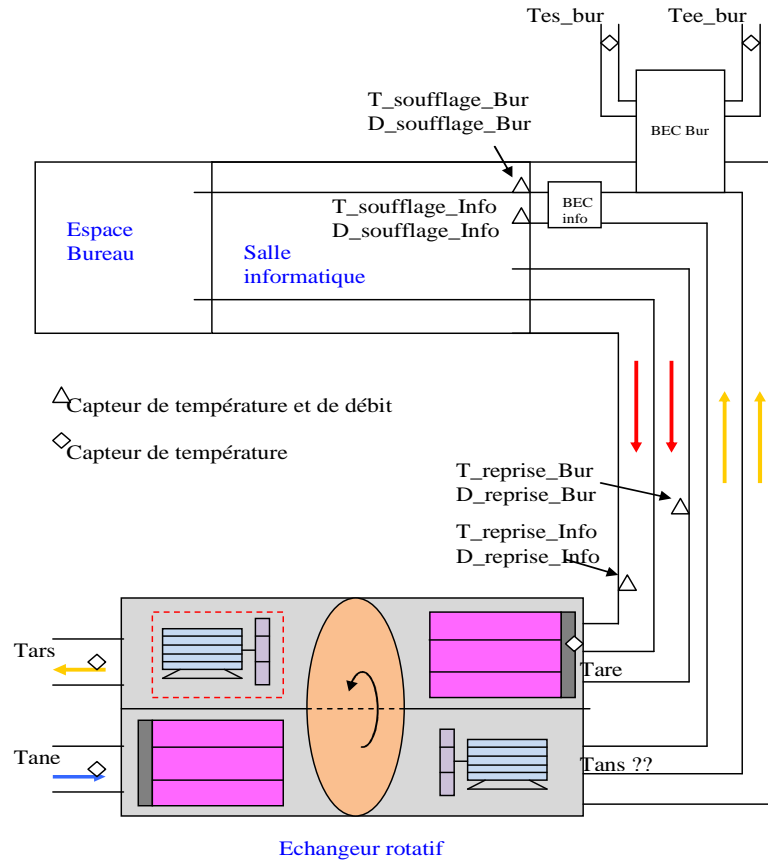 Tes_bur
Tee_bur
T_soufflage_Bur
D_soufflage_Bur
BEC Bur
T_soufflage_Info
D_soufflage_Info
BEC
info
Espace
Bureau
Salle
informatique
Capteur de température et de débit
Capteur de température
T_reprise_Bur
D_reprise_Bur
T_reprise_Info
D_reprise_Info
Tars
Tare
Tane
Tans ??
Echangeur rotatif